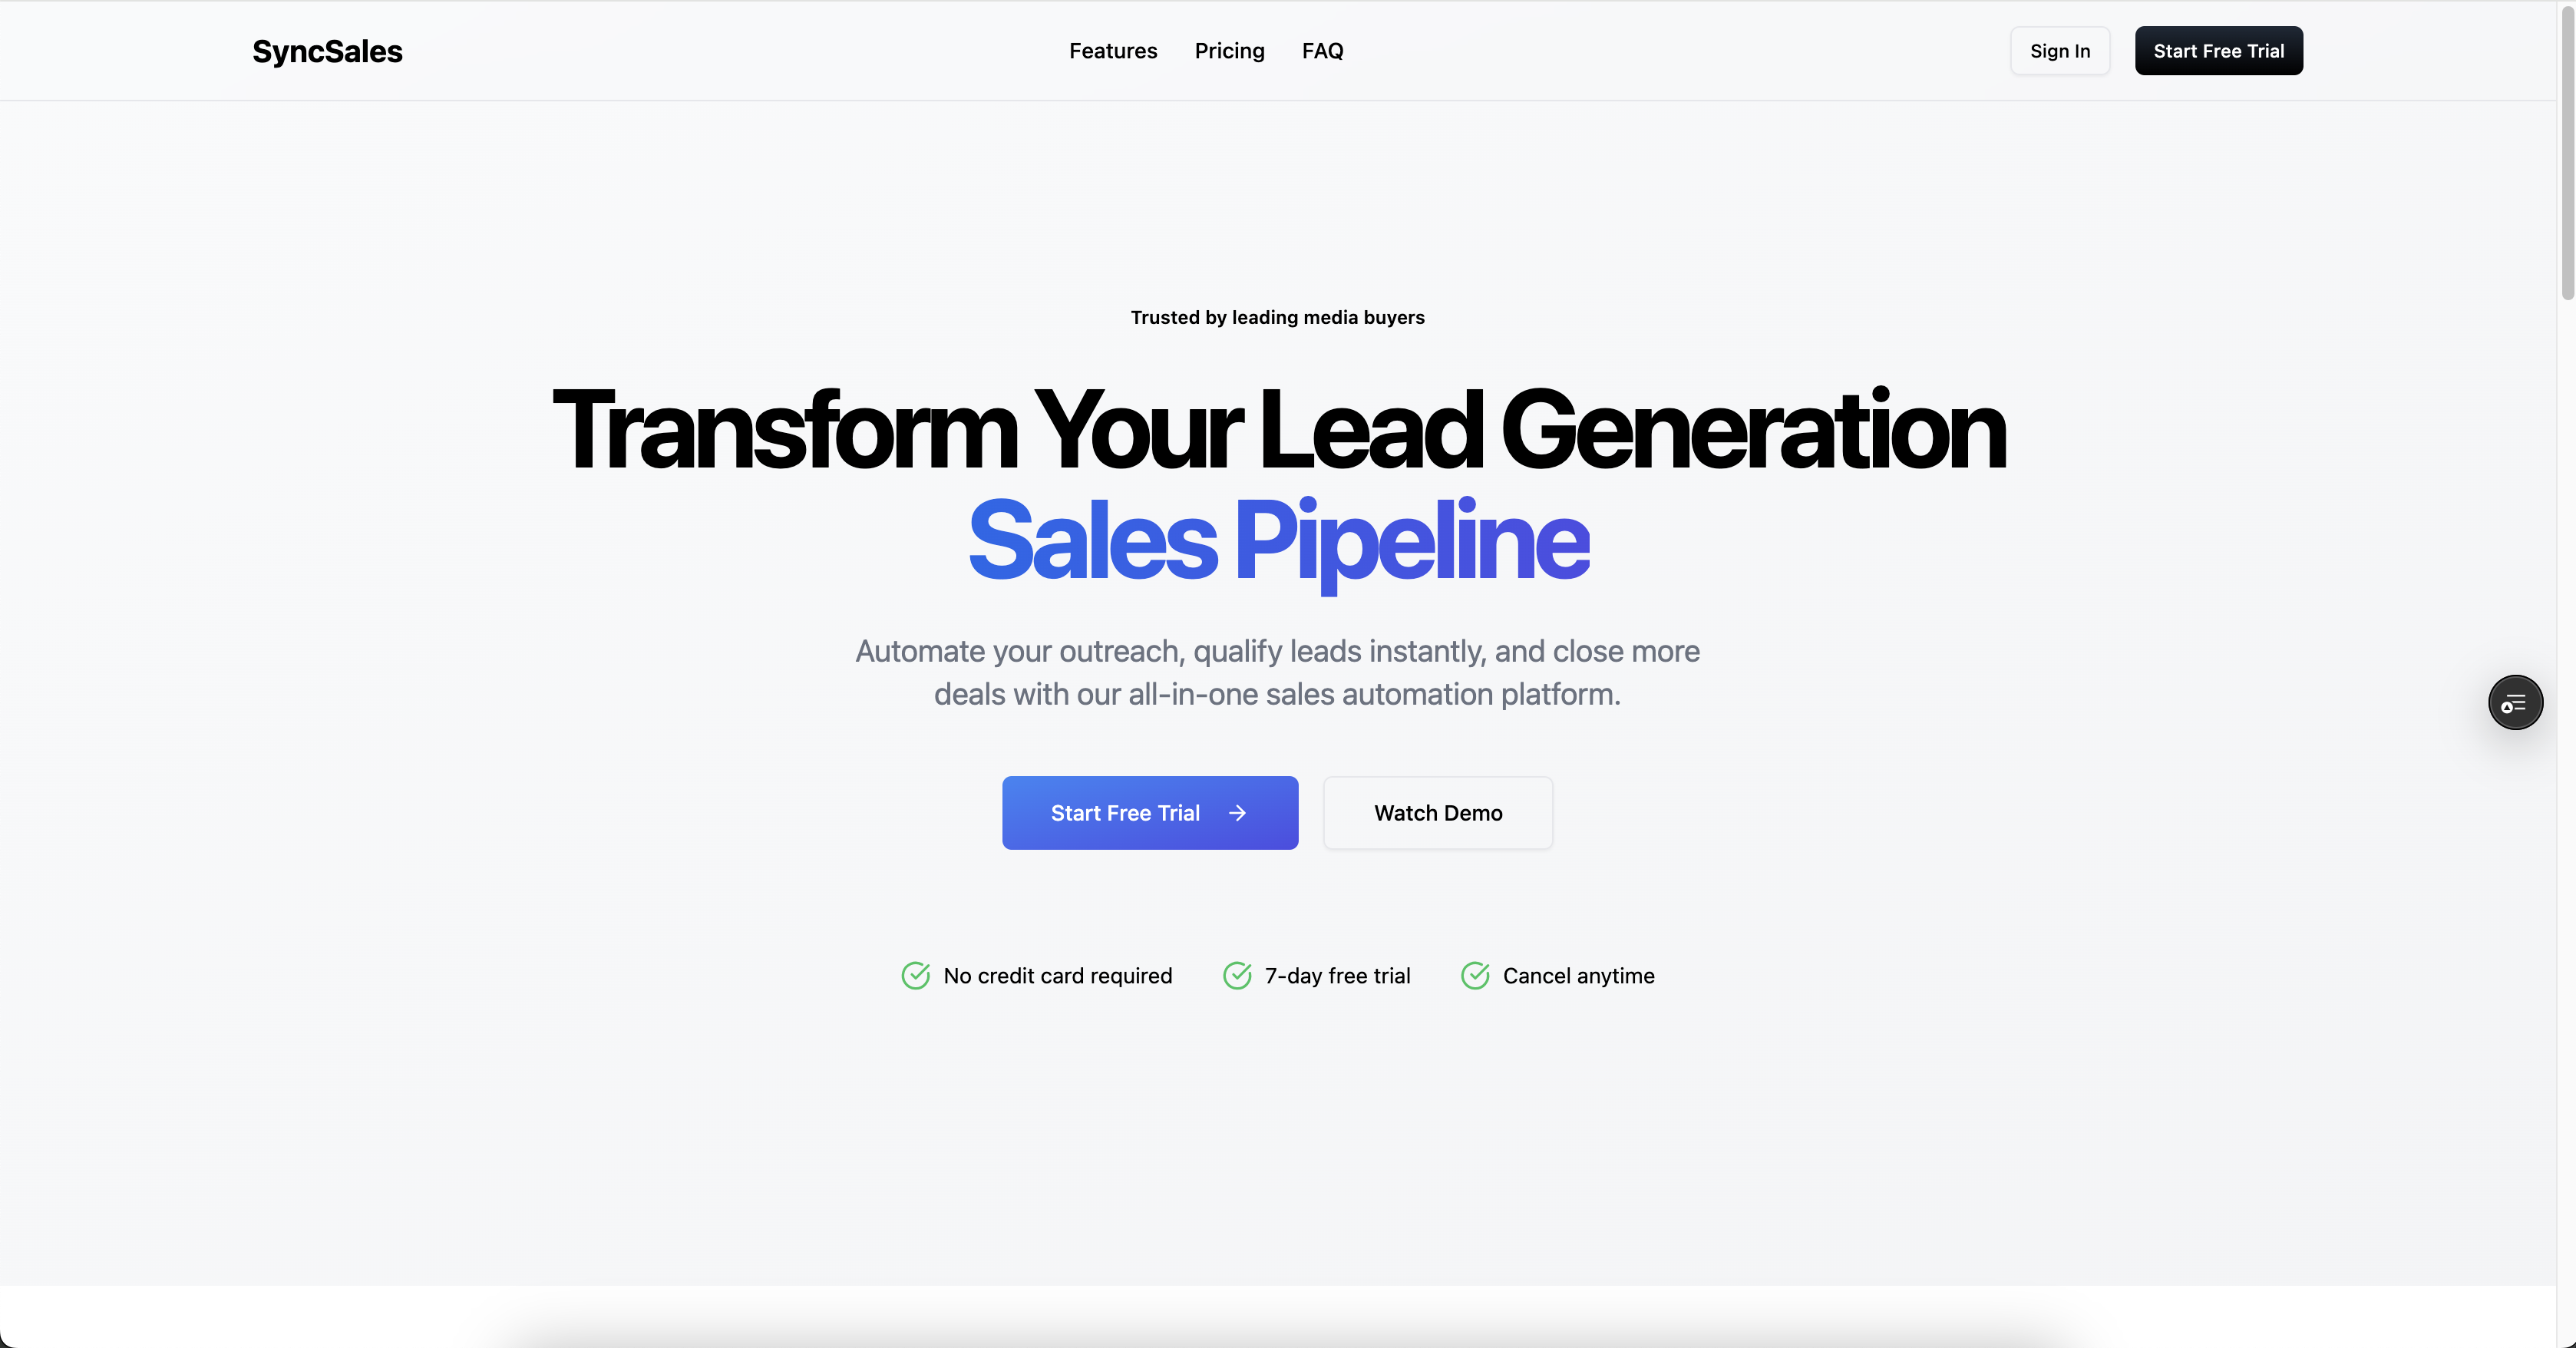 SyncSales
Features
Pricing
FAQ
Sign In
Start Free Trial
Trusted by leading media buyers
Transform Your Lead Generation
Sales Pipeline
Automate your outreach, qualify leads instantly, and close more
deals with our all-in-one sales automation platform.
Start Free Trial
Watch Demo
No credit card required
7-day free trial
Cancel anytime